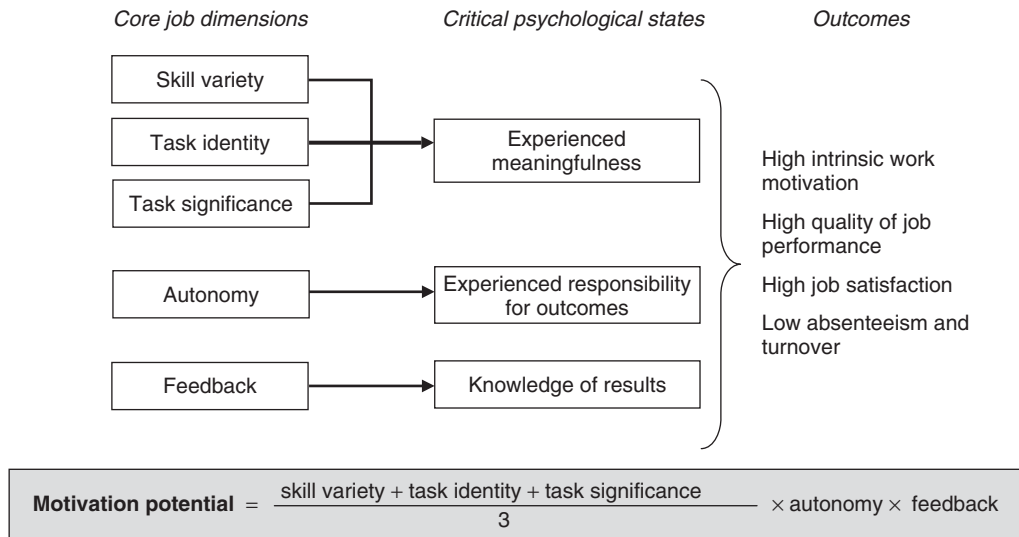 Core job dimensions
Critical psychological states
Outcomes
Skill variety
Task identity
Task significance
Experienced
meaningfulness
Autonomy
Experienced responsibility
for outcomes
Feedback
Knowledge of results
High intrinsic work
motivation
High quality of job
performance
High job satisfaction
Low absenteeism and
turnover
Motivation potential = skill variety + task identity + task significance / 3 × autonomy × feedback